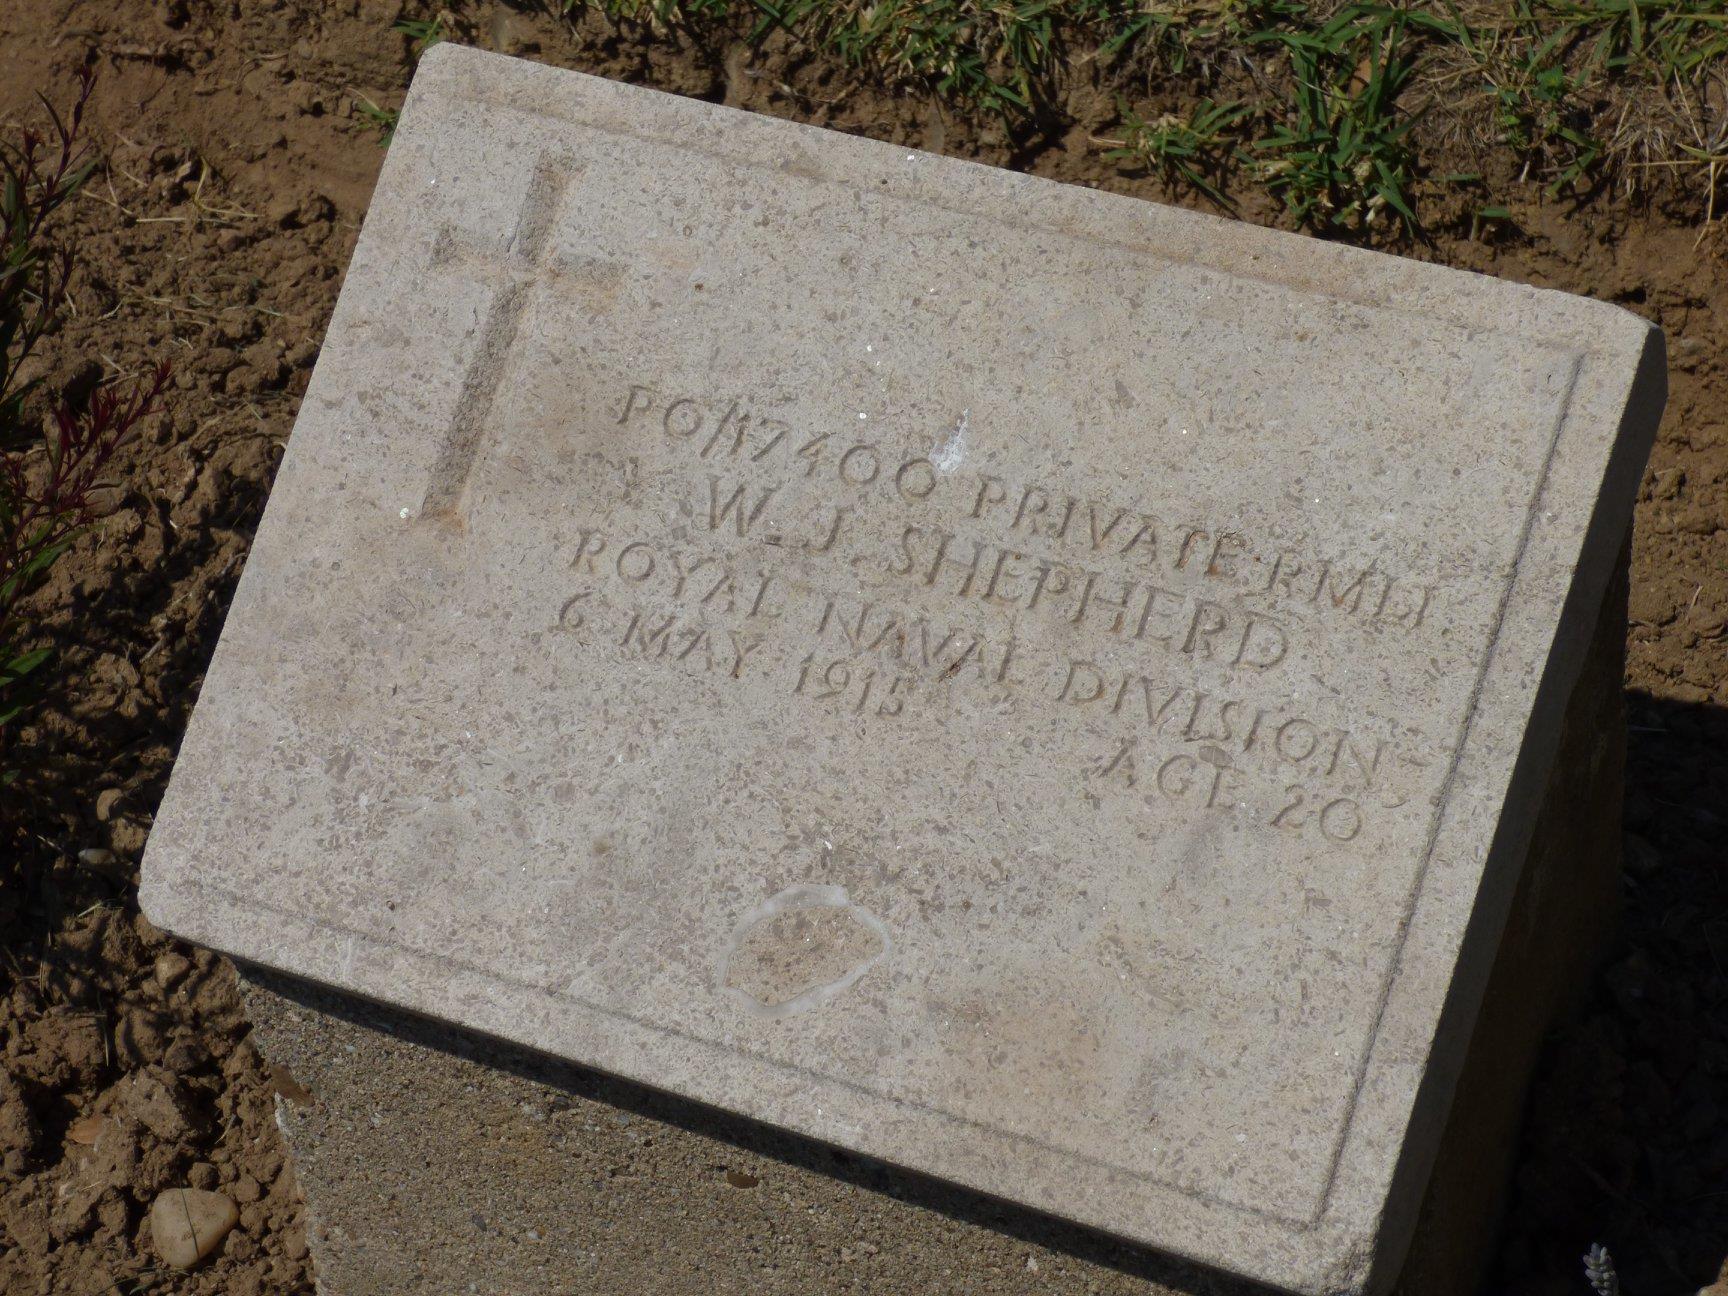 PO/17400 PRIVATE RMLI
W. J. SHEPHERD
ROYAL NAVAL DIVISION
6 MAY 1915 AGE 20